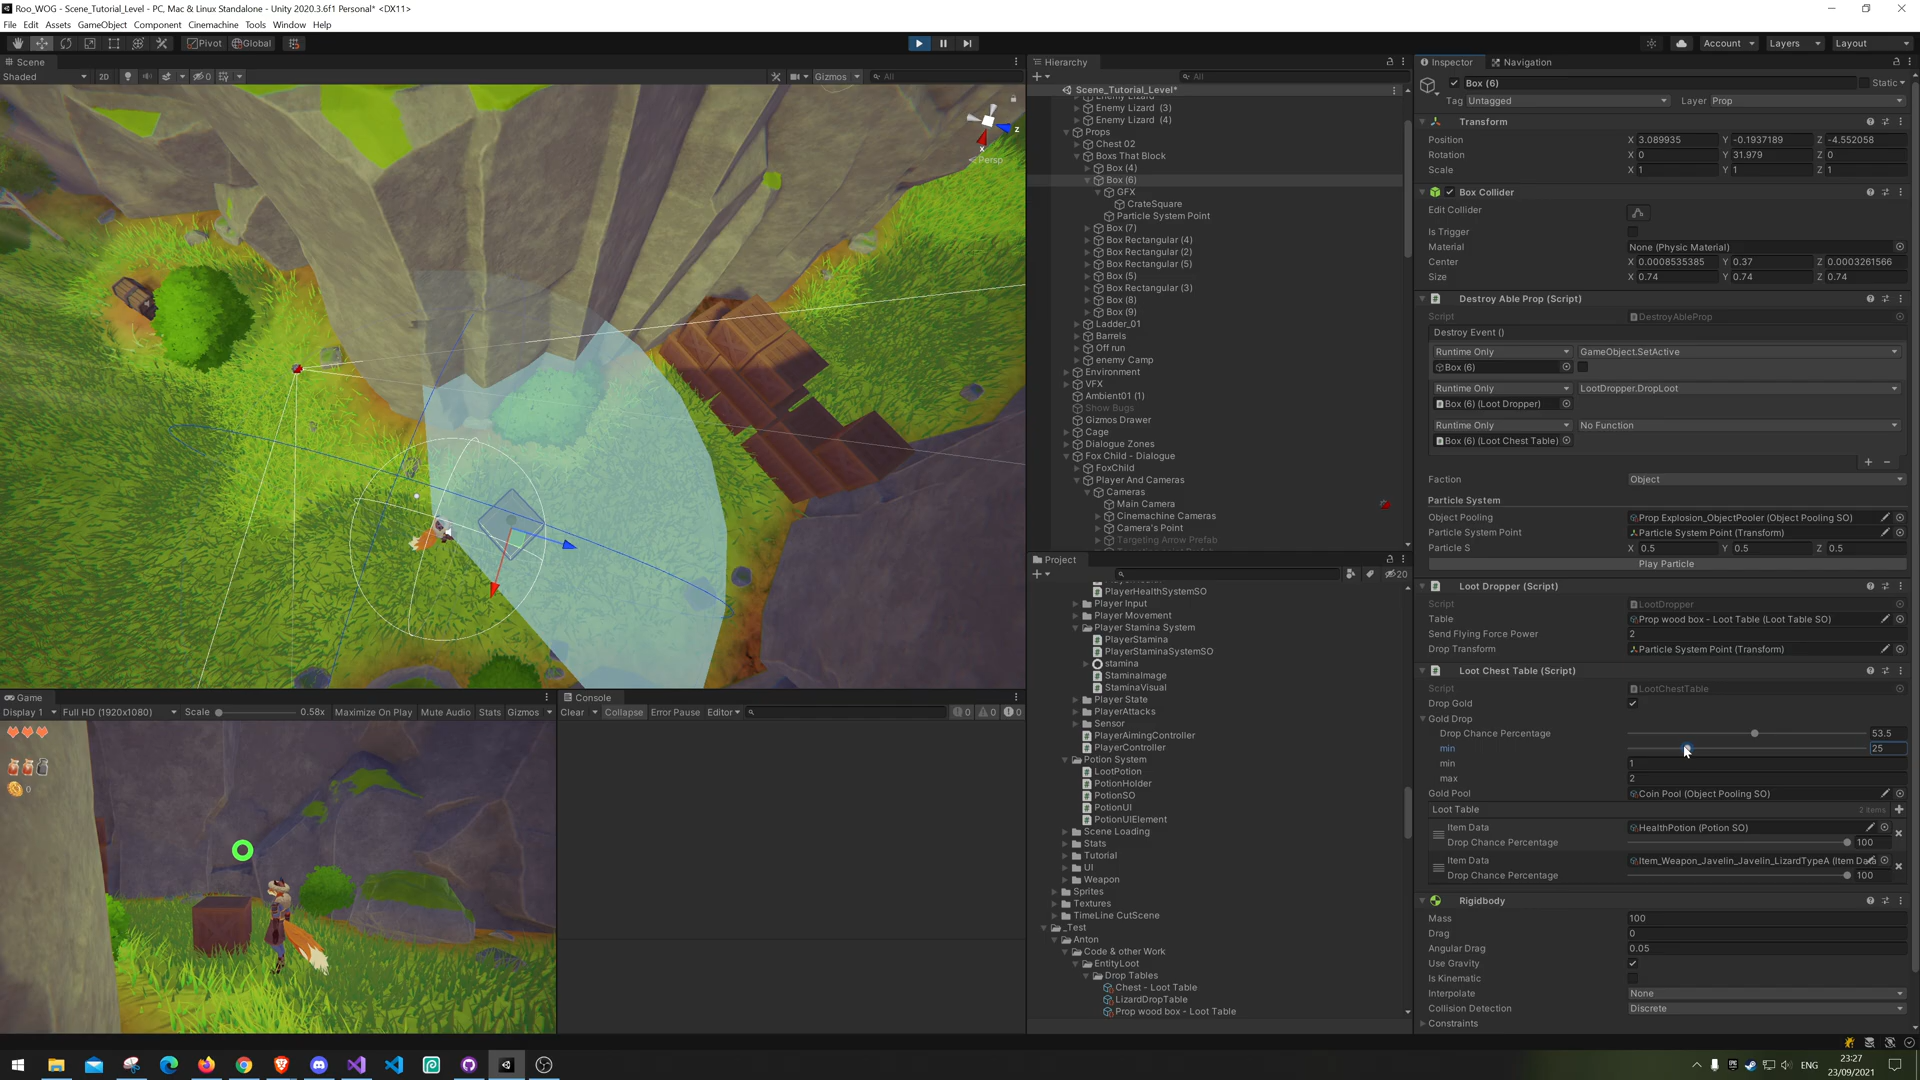 Roo_WOG - Scene_Tutorial_Level - PC, Mac & Linux Standalone - Unity 2020.3.6f1 Personal* <DX11>
File Edit Assets GameObject Component Cinemachine Tools Window Help
Pivot Global
Account Layers Layout
Scene
Shaded 2D 0 Gizmos All
z
x
< Persp
Hierarchy
All
Scene_Tutorial_Level*
Enemy Lizard (3)
Enemy Lizard (4)
Props
Chest 02
Boxs That Block
Box (4)
Box (6)
GFX
CrateSquare
Particle System Point
Box (7)
Box Rectangular (4)
Box Rectangular (2)
Box Rectangular (5)
Box (5)
Box Rectangular (3)
Box (8)
Box (9)
Ladder_01
Barrels
Off run
enemy Camp
Environment
VFX
Ambient01 (1)
Show Bugs
Gizmos Drawer
Cage
Dialogue Zones
Fox Child - Dialogue
FoxChild
Player And Cameras
Cameras
Main Camera
Cinemachine Cameras
Camera's Point
Targeting Arrow Prefab
Project
20
PlayerHealthSystemSO
Player Input
Player Movement
Player Stamina System
PlayerStamina
PlayerStaminaSystemSO
stamina
StaminaImage
StaminaVisual
Player State
PlayerAttacks
Sensor
PlayerAimingController
PlayerController
Potion System
LootPotion
PotionHolder
PotionSO
PotionUI
PotionUIElement
Scene Loading
Stats
Tutorial
UI
Weapon
Sprites
Textures
TimeLine CutScene
_Test
Anton
Code & other Work
EntityLoot
Drop Tables
Chest - Loot Table
LizardDropTable
Prop wood box - Loot Table
Inspector Navigation
Box (6) Static
Tag Untagged Layer Prop
Transform
Position X 3.089935 Y -0.1937189 Z -4.552058
Rotation X 0 Y 31.979 Z 0
Scale X 1 Y 1 Z 1
Box Collider
Edit Collider
Is Trigger
Material None (Physic Material)
Center X 0.0008535385 Y 0.37 Z 0.0003261566
Size X 0.74 Y 0.74 Z 0.74
Destroy Able Prop (Script)
Script DestroyAbleProp
Destroy Event ()
Runtime Only GameObject.SetActive
Box (6)
Runtime Only LootDropper.DropLoot
Box (6) (Loot Dropper)
Runtime Only No Function
Box (6) (Loot Chest Table)
Faction Object
Particle System
Object Pooling Prop Explosion_ObjectPooler (Object Pooling SO)
Particle System Point Particle System Point (Transform)
Particle S X 0.5 Y 0.5 Z 0.5
Play Particle
Loot Dropper (Script)
Script LootDropper
Table Prop wood box - Loot Table (Loot Table SO)
Send Flying Force Power 2
Drop Transform Particle System Point (Transform)
Loot Chest Table (Script)
Script LootChestTable
Drop Gold
Gold Drop
Drop Chance Percentage 53.5
min 25
min 1
max 2
Gold Pool Coin Pool (Object Pooling SO)
Loot Table 2 items
Item Data HealthPotion (Potion SO)
Drop Chance Percentage 100
Item Data Item_Weapon_Javelin_Javelin_LizardTypeA (Item Da
Drop Chance Percentage 100
Rigidbody
Mass 100
Drag 0
Angular Drag 0.05
Use Gravity
Is Kinematic
Interpolate None
Collision Detection Discrete
Constraints
Game
Display 1 Full HD (1920x1080) Scale 0.58x Maximize On Play Mute Audio Stats Gizmos
0
Console
Clear Collapse Error Pause Editor 0 0 0
ENG
23:27
23/09/2021